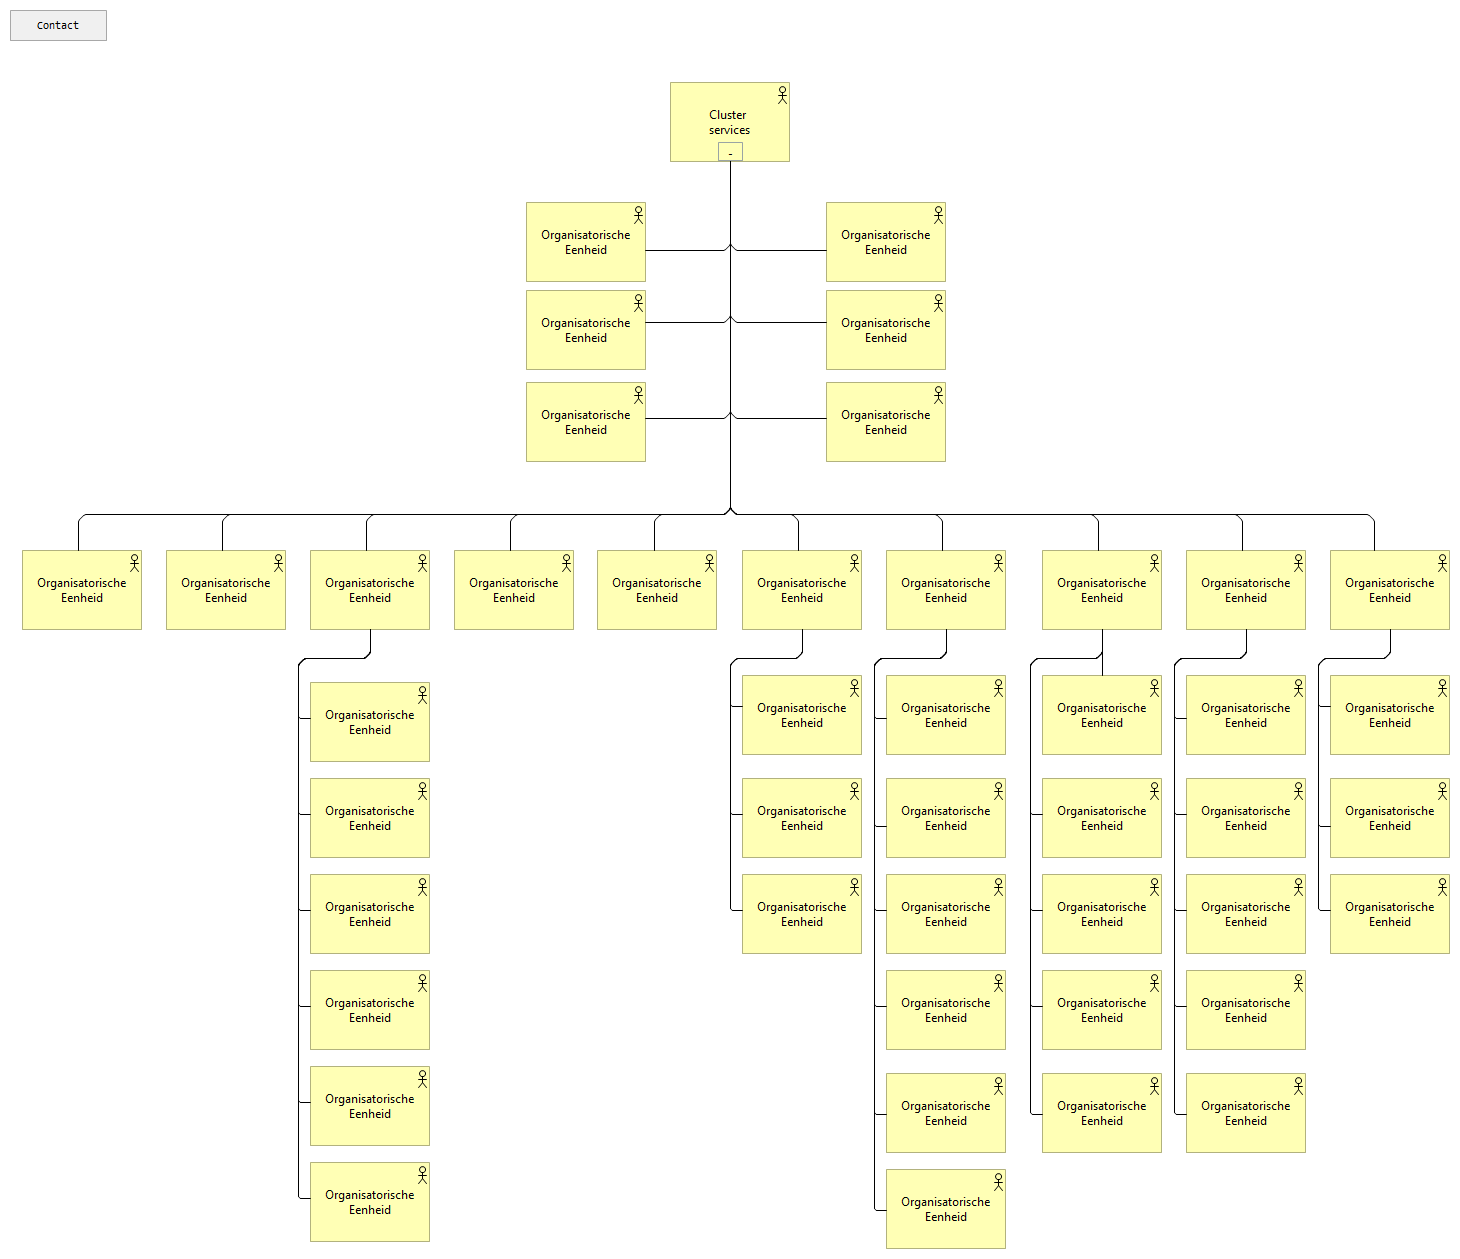 Contact
Cluster
services
-
Organisatorische
Eenheid
Organisatorische
Eenheid
Organisatorische
Eenheid
Organisatorische
Eenheid
Organisatorische
Eenheid
Organisatorische
Eenheid
Organisatorische
Eenheid
Organisatorische
Eenheid
Organisatorische
Eenheid
Organisatorische
Eenheid
Organisatorische
Eenheid
Organisatorische
Eenheid
Organisatorische
Eenheid
Organisatorische
Eenheid
Organisatorische
Eenheid
Organisatorische
Eenheid
Organisatorische
Eenheid
Organisatorische
Eenheid
Organisatorische
Eenheid
Organisatorische
Eenheid
Organisatorische
Eenheid
Organisatorische
Eenheid
Organisatorische
Eenheid
Organisatorische
Eenheid
Organisatorische
Eenheid
Organisatorische
Eenheid
Organisatorische
Eenheid
Organisatorische
Eenheid
Organisatorische
Eenheid
Organisatorische
Eenheid
Organisatorische
Eenheid
Organisatorische
Eenheid
Organisatorische
Eenheid
Organisatorische
Eenheid
Organisatorische
Eenheid
Organisatorische
Eenheid
Organisatorische
Eenheid
Organisatorische
Eenheid
Organisatorische
Eenheid
Organisatorische
Eenheid
Organisatorische
Eenheid
Organisatorische
Eenheid
Organisatorische
Eenheid
Organisatorische
Eenheid